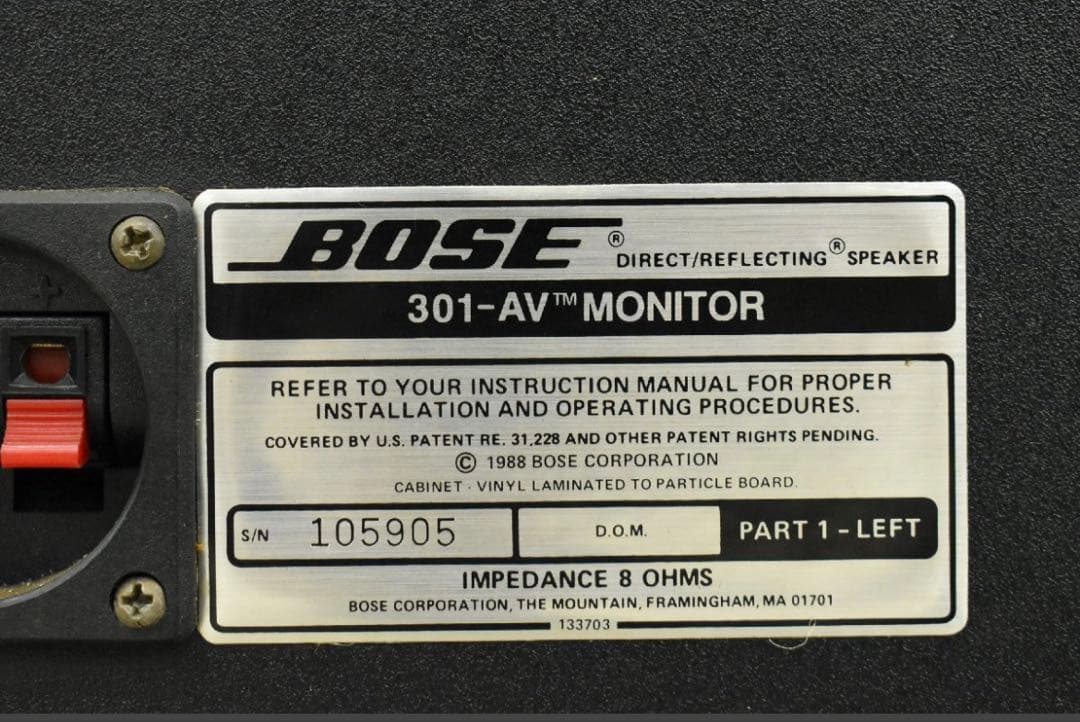 +
BOSE® DIRECT/REFLECTING® SPEAKER
301-AV™ MONITOR
REFER TO YOUR INSTRUCTION MANUAL FOR PROPER
INSTALLATION AND OPERATING PROCEDURES.
COVERED BY U.S. PATENT RE. 31,228 AND OTHER PATENT RIGHTS PENDING.
© 1988 BOSE CORPORATION
CABINET - VINYL LAMINATED TO PARTICLE BOARD.
S/N 105905 D.O.M. PART 1 - LEFT
IMPEDANCE 8 OHMS
BOSE CORPORATION, THE MOUNTAIN, FRAMINGHAM, MA 01701
133703